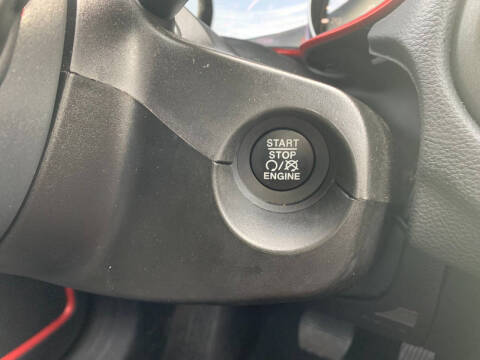 START
STOP
/
ENGINE